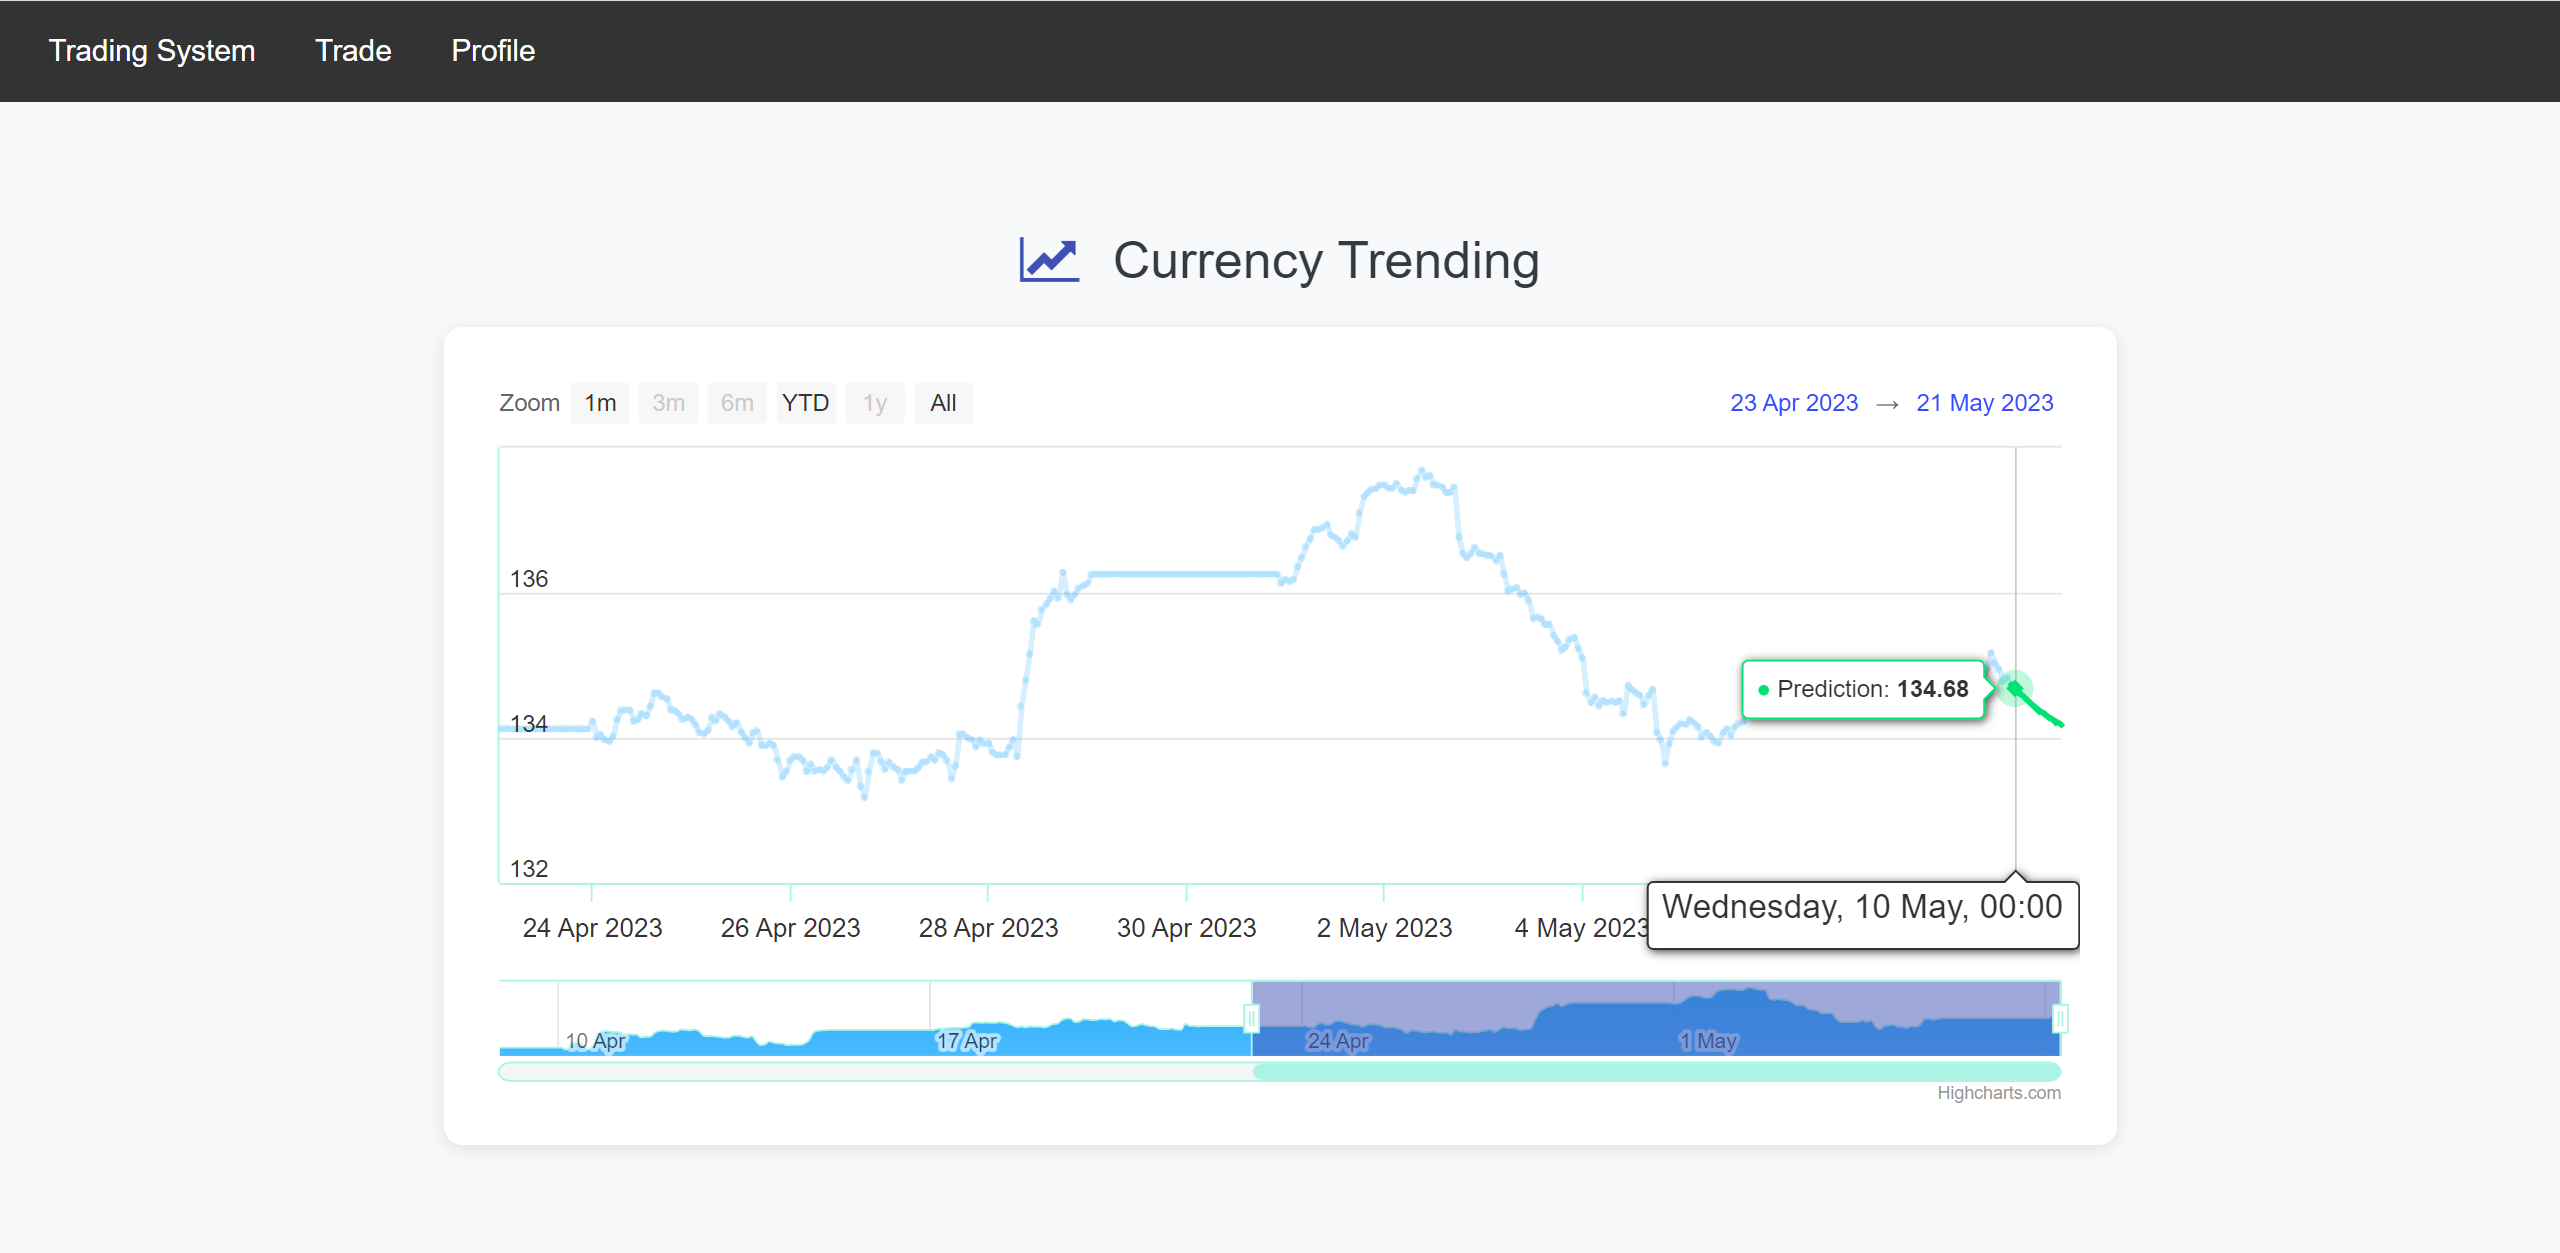 Trading System Trade Profile
Currency Trending
Zoom 1m 3m 6m YTD 1y All 23 Apr 2023 → 21 May 2023
136
Prediction: 134.68
134
132
Wednesday, 10 May, 00:00
24 Apr 2023 26 Apr 2023 28 Apr 2023 30 Apr 2023 2 May 2023 4 May 2023
10 Apr 17 Apr 24 Apr 1 May
Highcharts.com